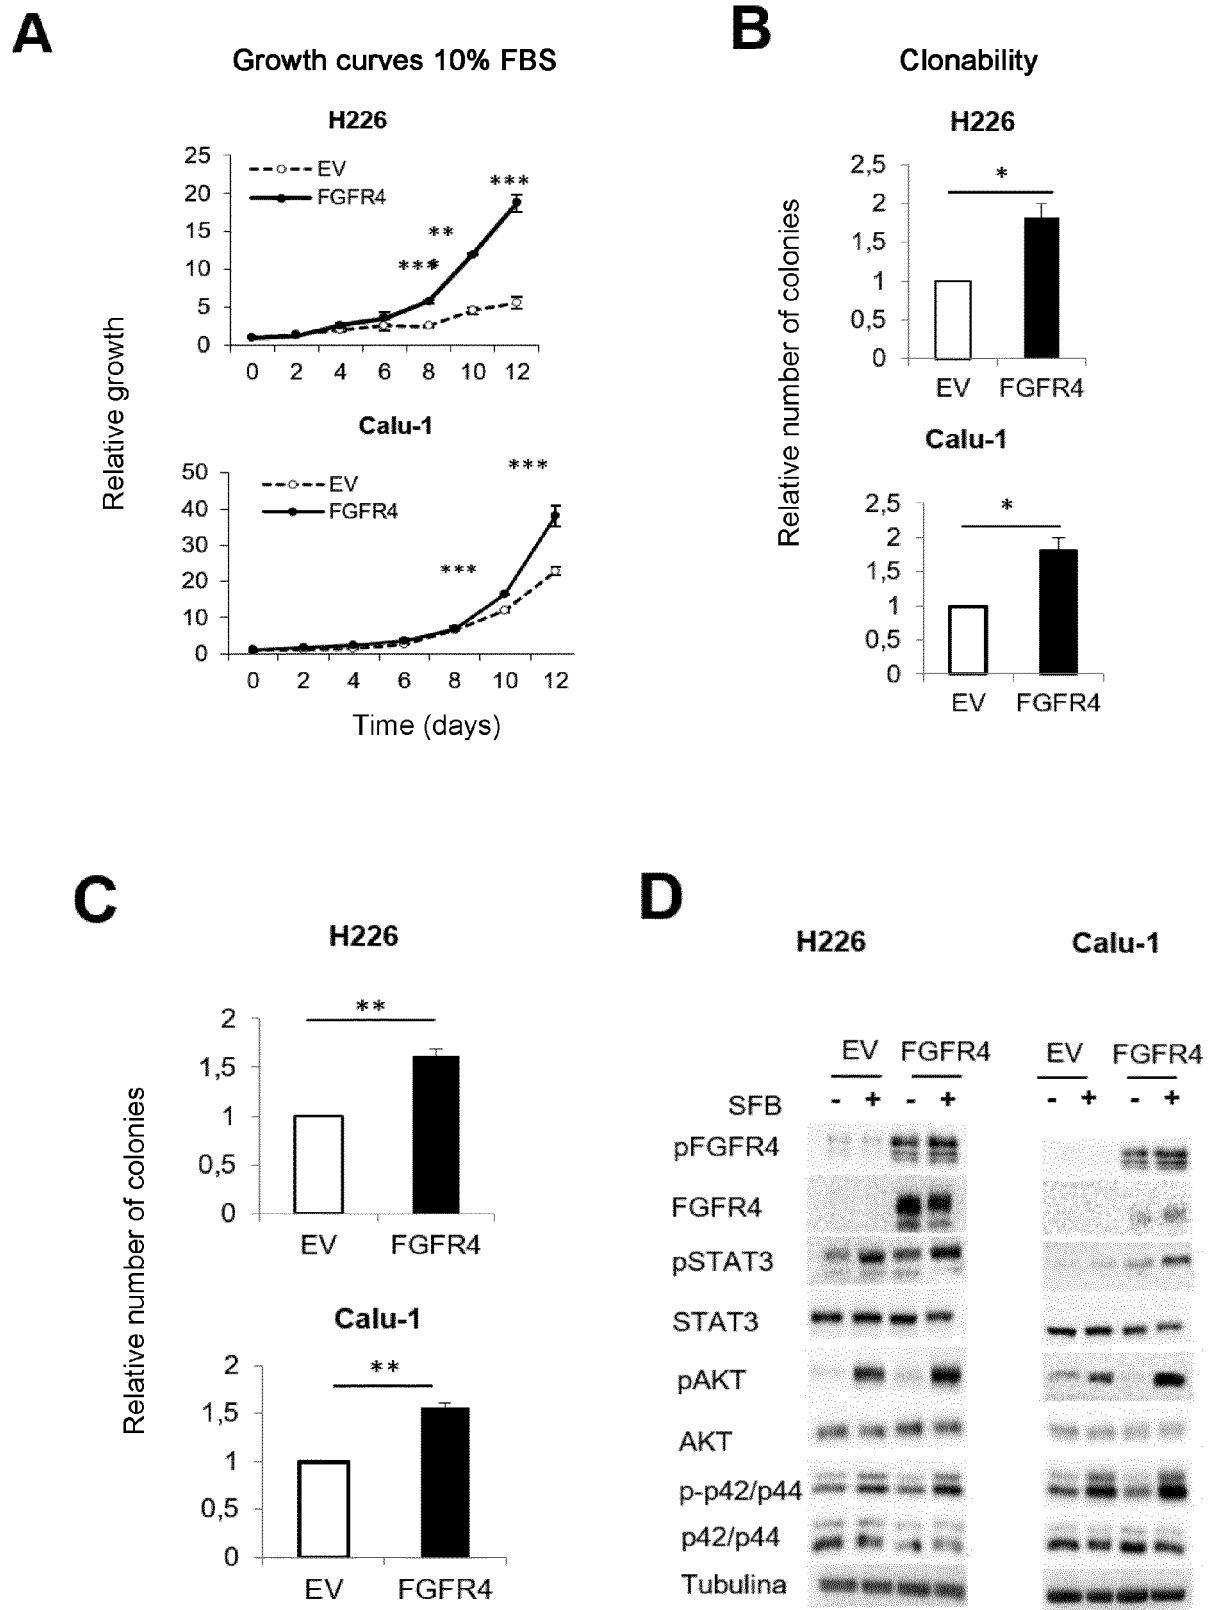 A
Growth curves 10% FBS
H226
25
20
15
10
5
0
EV
FGFR4
***
**
***
*
0 2 4 6 8 10 12
Calu-1
50
40
30
20
10
0
EV
FGFR4
***
***
0 2 4 6 8 10 12
Relative growth
Time (days)
B
Clonability
H226
2,5
2
1,5
1
0,5
0
*
EV FGFR4
Calu-1
2,5
2
1,5
1
0,5
0
*
EV FGFR4
Relative number of colonies
C
H226
2
1,5
1
0,5
0
**
EV FGFR4
Calu-1
2
1,5
1
0,5
0
**
EV FGFR4
Relative number of colonies
D
H226 Calu-1
EV FGFR4 EV FGFR4
SFB - + - + - + - +
pFGFR4
FGFR4
pSTAT3
STAT3
pAKT
AKT
p-p42/p44
p42/p44
Tubulina